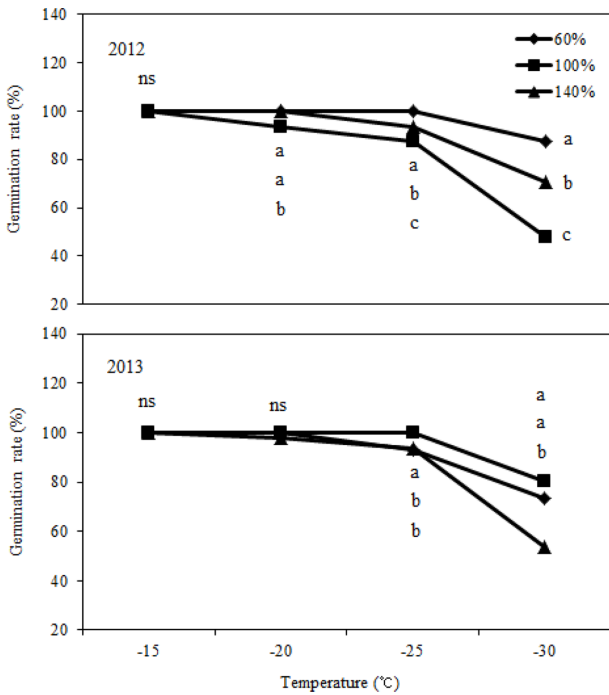 140
2012
60%
100%
140%
ns
120
100
80
60
40
20
Germination rate (%)
a
a
b
a
b
c
a
b
c
140
2013
ns
ns
120
100
80
60
40
20
Germination rate (%)
a
b
b
a
a
b
-15
-20
-25
-30
Temperature (℃)